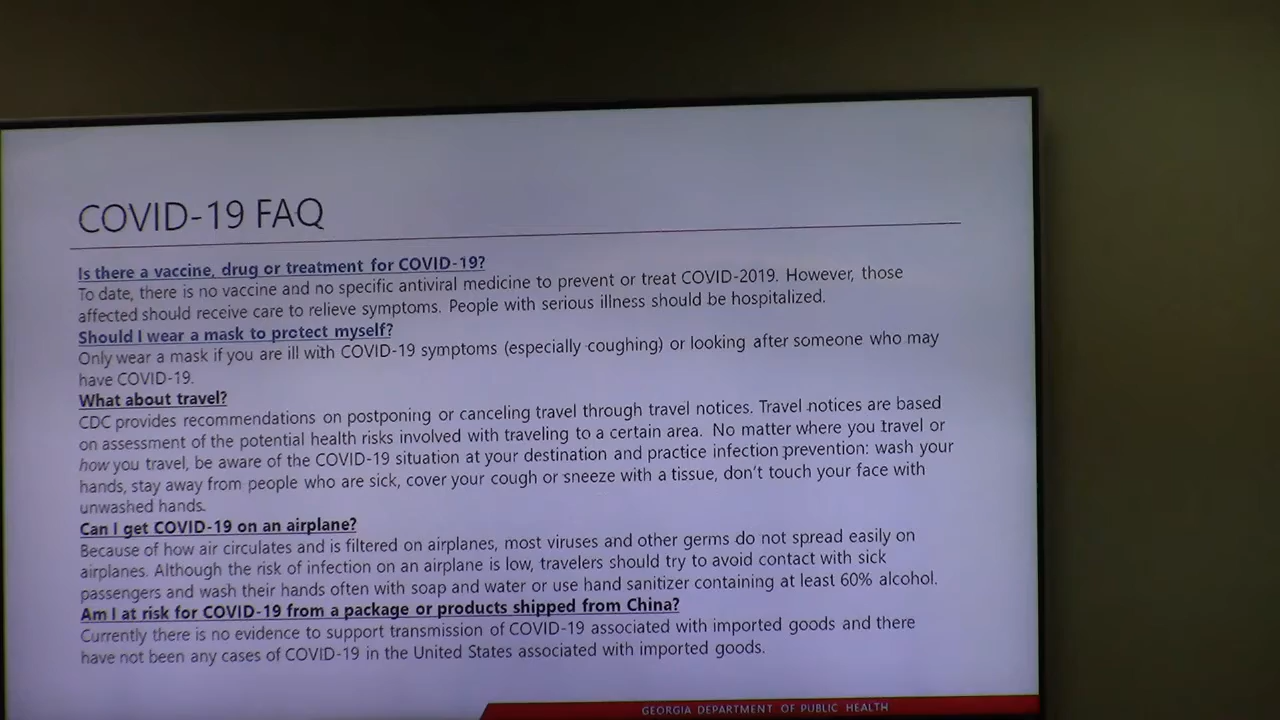 COVID-19 FAQ
Is there a vaccine, drug or treatment for COVID-19?
To date, there is no vaccine and no specific antiviral medicine to prevent or treat COVID-2019. However, those
affected should receive care to relieve symptoms. People with serious illness should be hospitalized.
Should I wear a mask to protect myself?
Only wear a mask if you are ill with COVID-19 symptoms (especially coughing) or looking after someone who may
have COVID-19.
What about travel?
CDC provides recommendations on postponing or canceling travel through travel notices. Travel notices are based
on assessment of the potential health risks involved with traveling to a certain area. No matter where you travel or
how you travel, be aware of the COVID-19 situation at your destination and practice infection prevention: wash your
hands, stay away from people who are sick, cover your cough or sneeze with a tissue, don't touch your face with
unwashed hands.
Can I get COVID-19 on an airplane?
Because of how air circulates and is filtered on airplanes, most viruses and other germs do not spread easily on
airplanes. Although the risk of infection on an airplane is low, travelers should try to avoid contact with sick
passengers and wash their hands often with soap and water or use hand sanitizer containing at least 60% alcohol.
Am I at risk for COVID-19 from a package or products shipped from China?
Currently there is no evidence to support transmission of COVID-19 associated with imported goods and there
have not been any cases of COVID-19 in the United States associated with imported goods.
GEORGIA DEPARTMENT OF PUBLIC HEALTH